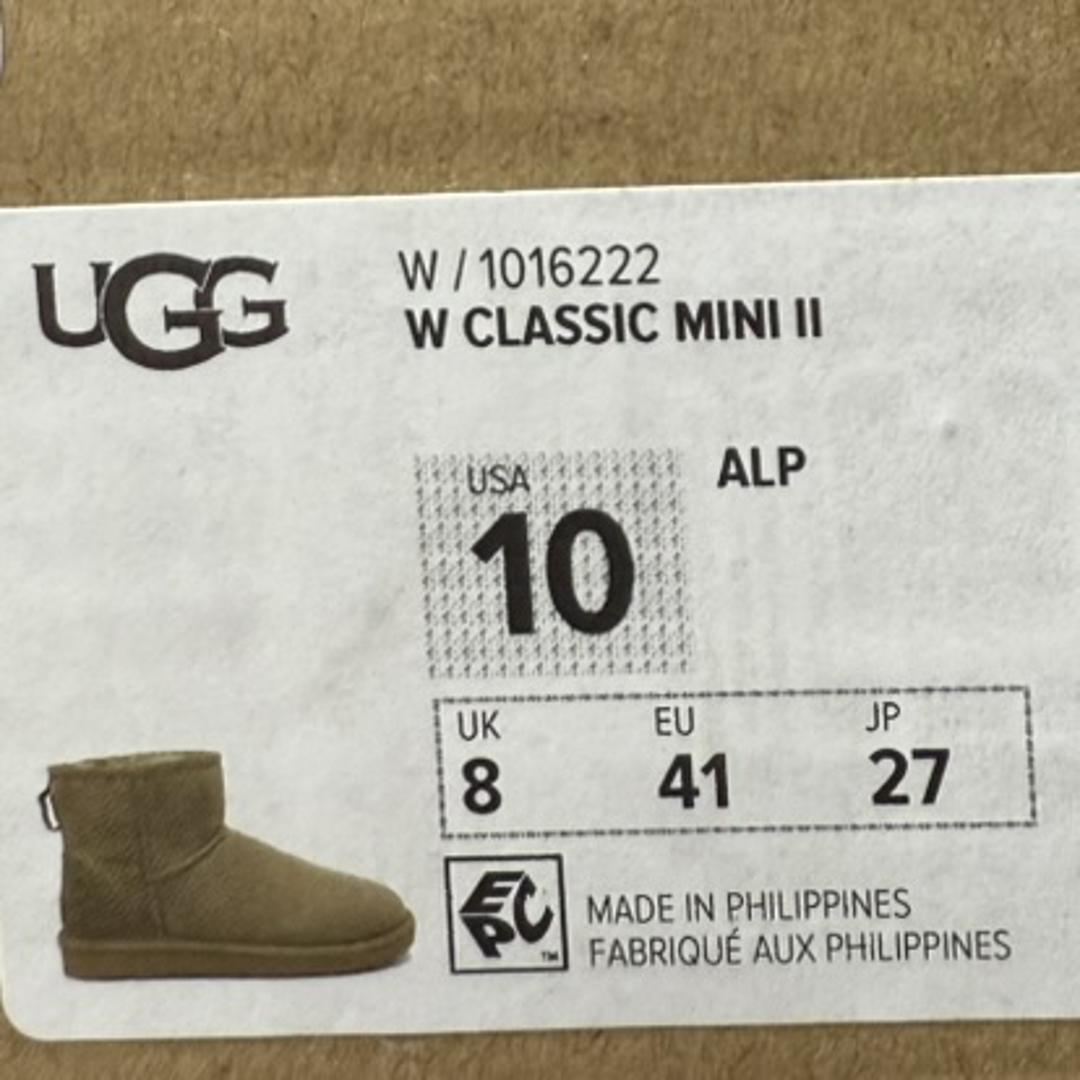 UGG
W / 1016222
W CLASSIC MINI II
USA
10
ALP
UK EU JP
8 41 27
EPC™
MADE IN PHILIPPINES
FABRIQUÉ AUX PHILIPPINES